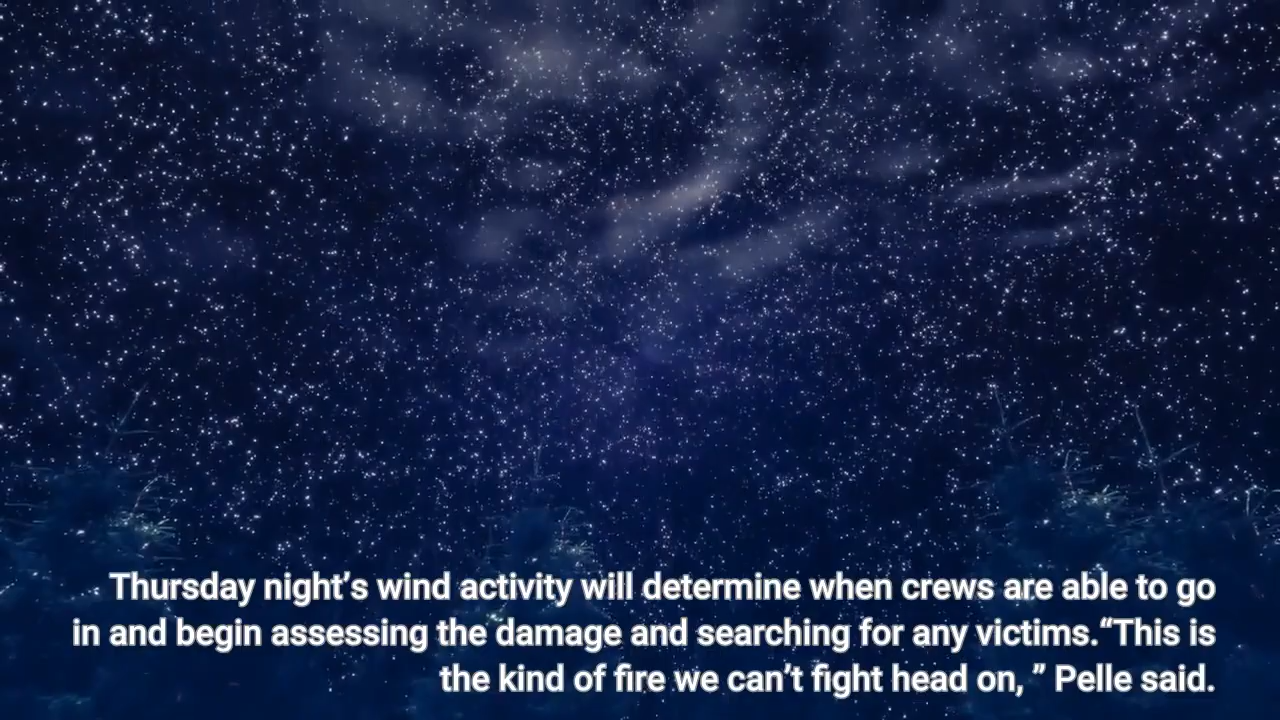 Thursday night’s wind activity will determine when crews are able to go
in and begin assessing the damage and searching for any victims.“This is
the kind of fire we can’t fight head on, ” Pelle said.